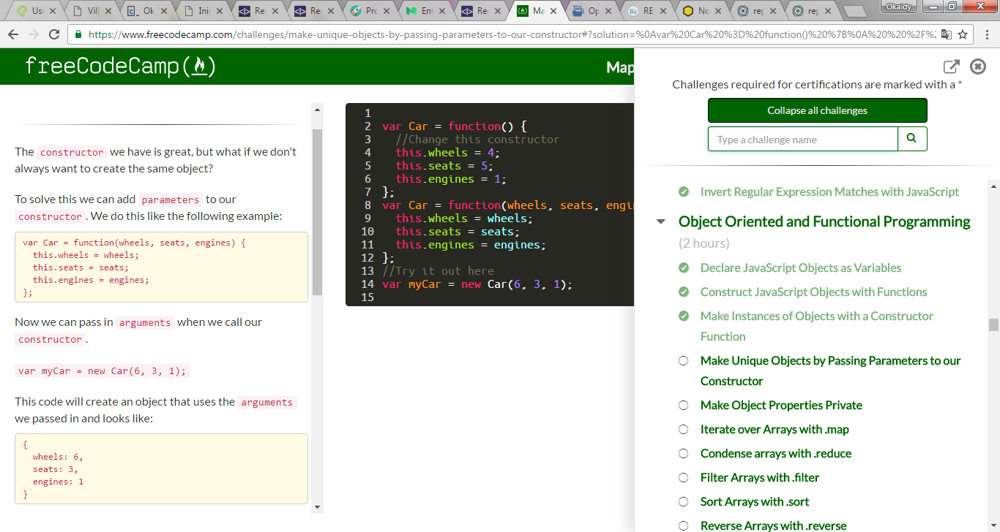 Vill
Ok
Okaidy
https://www.freecodecamp.com/challenges/make-unique-objects-by-passing-parameters-to-our-constructor#?solution=%0Avar%20Car%20%3D%20function()%20%7B%0A%20%20%2F%2
freeCodeCamp
Map
The constructor we have is great, but what if we don't
always want to create the same object?
To solve this we can add parameters to our
constructor. We do this like the following example:
var Car = function(wheels, seats, engines) {
this.wheels = wheels;
this.seats = seats;
this.engines = engines;
};
Now we can pass in arguments when we call our
constructor.
var myCar = new Car(6, 3, 1);
This code will create an object that uses the arguments
we passed in and looks like:
{
wheels: 6,
seats: 3,
engines: 1
}
1
2 var Car = function() {
3 //Change this constructor
4 this.wheels = 4;
5 this.seats = 5;
6 this.engines = 1;
7 };
8 var Car = function(wheels, seats, engi
9 this.wheels = wheels;
10 this.seats = seats;
11 this.engines = engines;
12 };
13 //Try it out here
14 var myCar = new Car(6, 3, 1);
15
Challenges required for certifications are marked with a *
Collapse all challenges
Type a challenge name
Invert Regular Expression Matches with JavaScript
Object Oriented and Functional Programming
(2 hours)
Declare JavaScript Objects as Variables
Construct JavaScript Objects with Functions
Make Instances of Objects with a Constructor
Function
Make Unique Objects by Passing Parameters to our
Constructor
Make Object Properties Private
Iterate over Arrays with .map
Condense arrays with .reduce
Filter Arrays with .filter
Sort Arrays with .sort
Reverse Arrays with .reverse